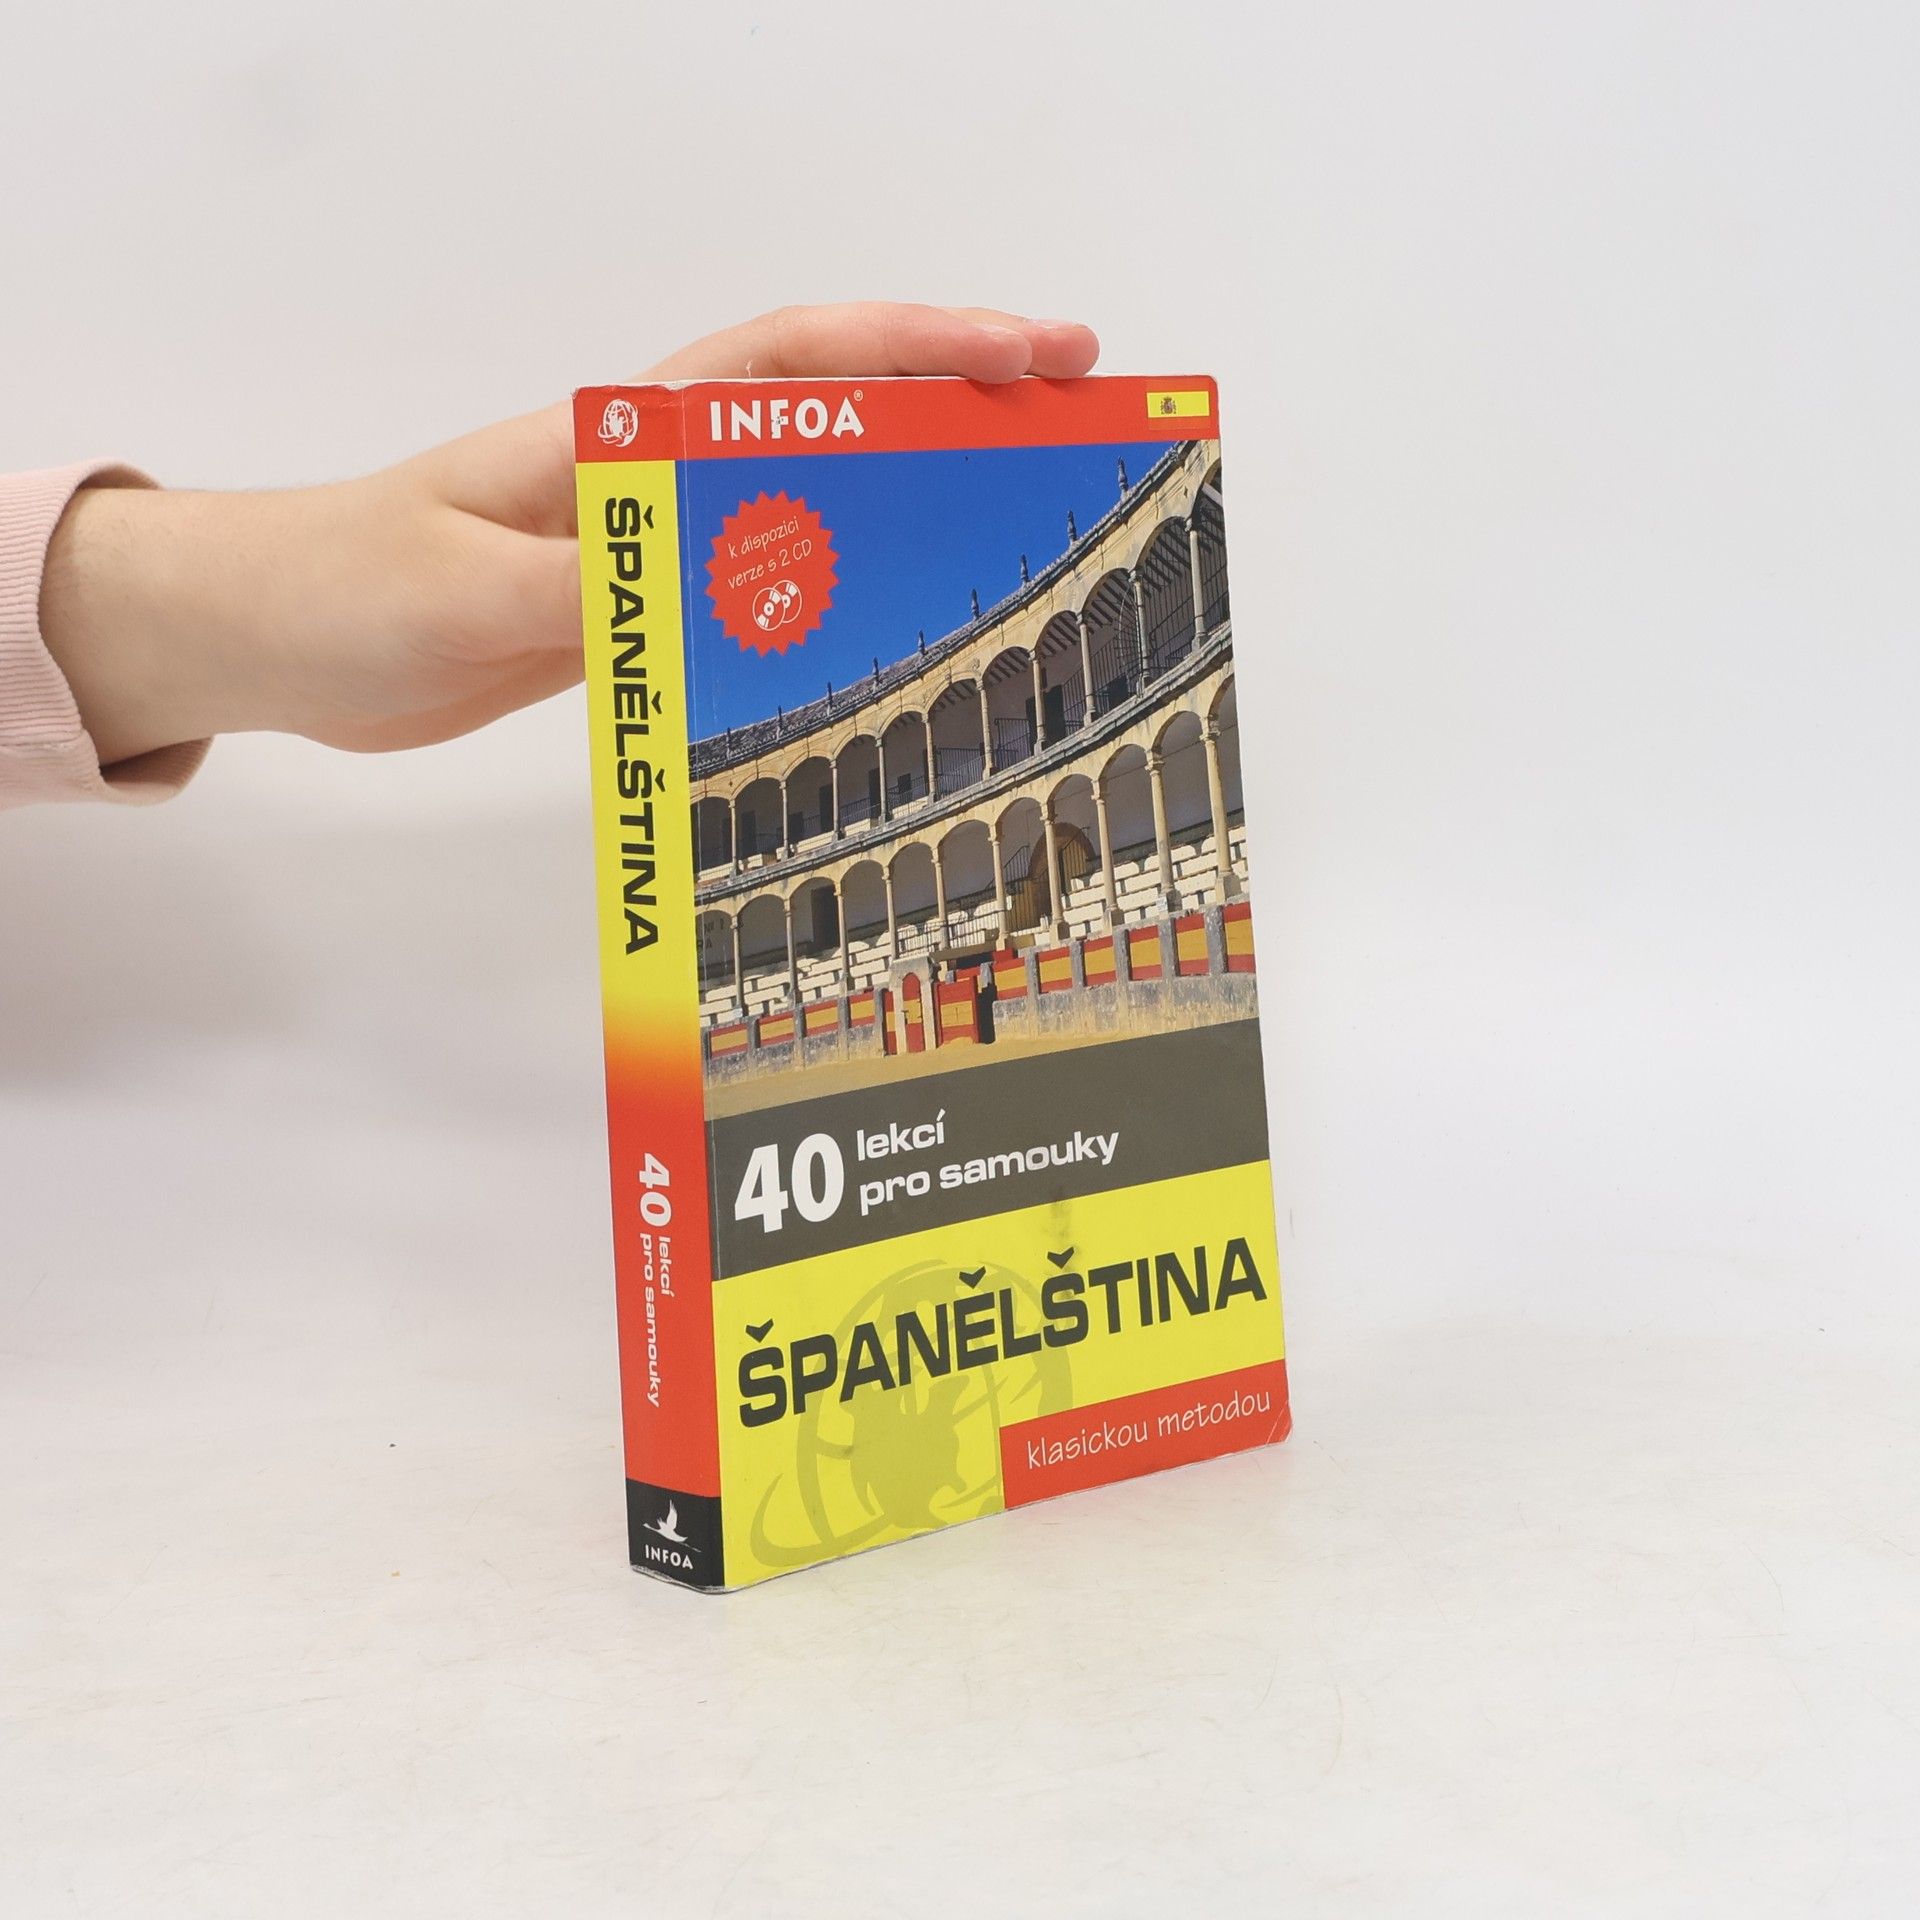 INFOA®
k dispozici
verze s 2 CD
40 lekcí
pro samouky
ŠPANĚLŠTINA
klasickou metodou
ŠPANĚLŠTINA
40 lekcí
pro samouky
INFOA